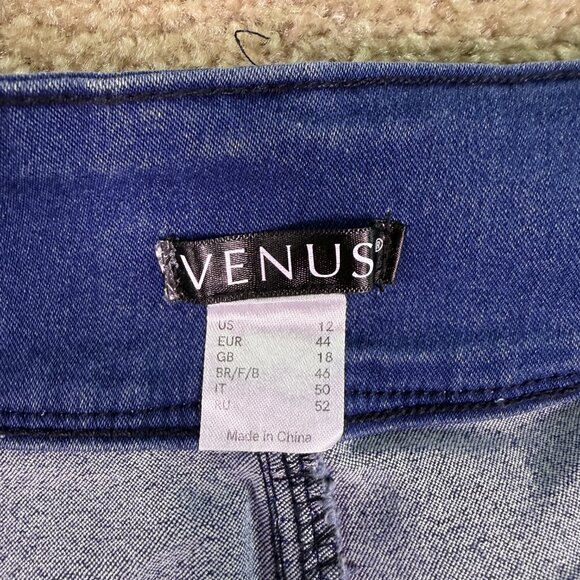 VENUS®
US 12
EUR 44
GB 18
BR/F/B 46
IT 50
RU 52
Made in China